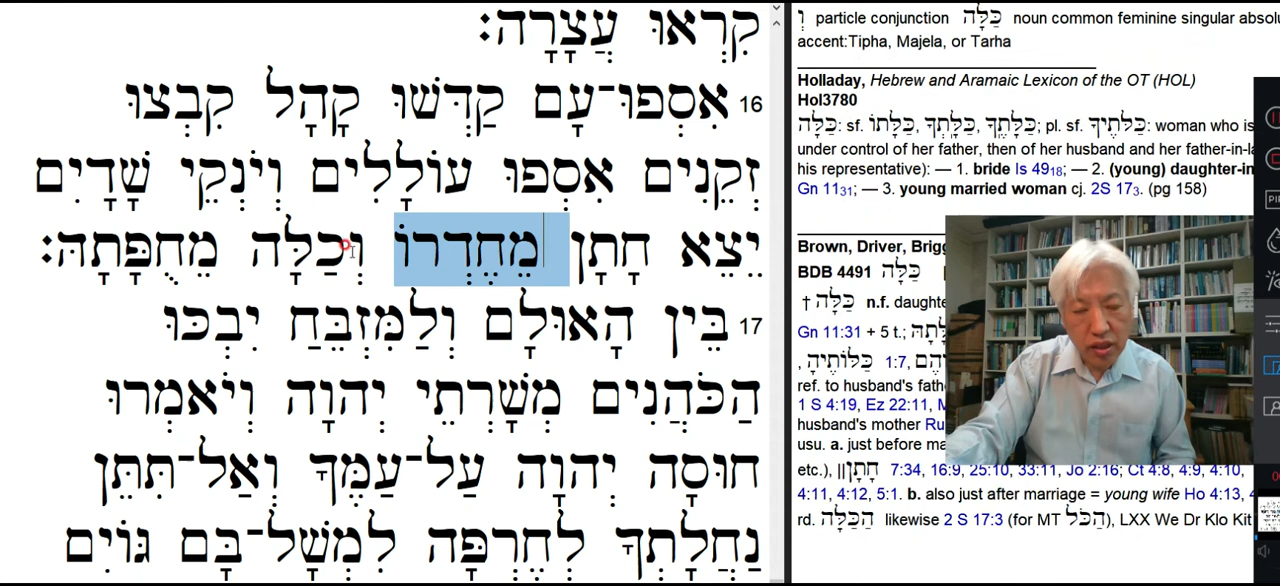 קִרְא֥וּ עֲצָרָֽה׃
16 אִסְפוּ־עָ֞ם קַדְּשׁ֤וּ קָהָל֙ קִבְצ֣וּ
זְקֵנִ֔ים אִסְפוּ֙ עֽוֹלָלִ֔ים וְיֹנְקֵ֖י שָׁדָ֑יִם
יֵצֵ֤א חָתָן֙ מֵֽחֶדְר֔וֹ וְכַלָּ֖ה מֵחֻפָּתָֽהּ׃
17 בֵּ֤ין הָאוּלָם֙ וְלַמִּזְבֵּ֔חַ יִבְכּוּ֙
הַכֹּ֣הֲנִ֔ים מְשָׁרְתֵ֖י יְהוָ֑ה וְֽיֹאמְר֞וּ
ח֧וּסָה יְהוָ֣ה עַל־עַמֶּ֗ךָ וְאַל־תִּתֵּ֨ן
נַחֲלָתְךָ֤ לְחֶרְפָּה֙ לִמְשָׁל־בָּ֣ם גּוֹיִ֔ם
וְ particle conjunction כַּלָּה noun common feminine singular absolu
accent:Tipha, Majela, or Tarha
Holladay, Hebrew and Aramaic Lexicon of the OT (HOL)
Hol3780
כַּלָּה: sf. כַּלָּתוֹ, כַּלָּֽתְךָ, כַּלָּתֶֽךָ; pl. sf. כַּלֹּתֶיךָ: woman who is
under control of her father, then of her husband and her father-in-la
his representative): — 1. bride Is 49₁₈; — 2. (young) daughter-in
Gn 11₃₁; — 3. young married woman cj. 2S 17₃. (pg 158)
Brown, Driver, Brigg
BDB 4491 כַּלָּה
† כַּלָּה n.f. daughte
Gn 11:31 + 5 t.;
, כַּלּוֹתֶיהָ 1:7,
ref. to husband's fath
1 S 4:19, Ez 22:11, M
husband's mother Ru
usu. a. just before ma
etc.), ||חָתָן 7:34, 16:9, 25:10, 33:11, Jo 2:16; Ct 4:8, 4:9, 4:10,
4:11, 4:12, 5:1. b. also just after marriage = young wife Ho 4:13, 4
rd. הַכַּלָּה likewise 2 S 17:3 (for MT הַכֹּל), LXX We Dr Klo Kit